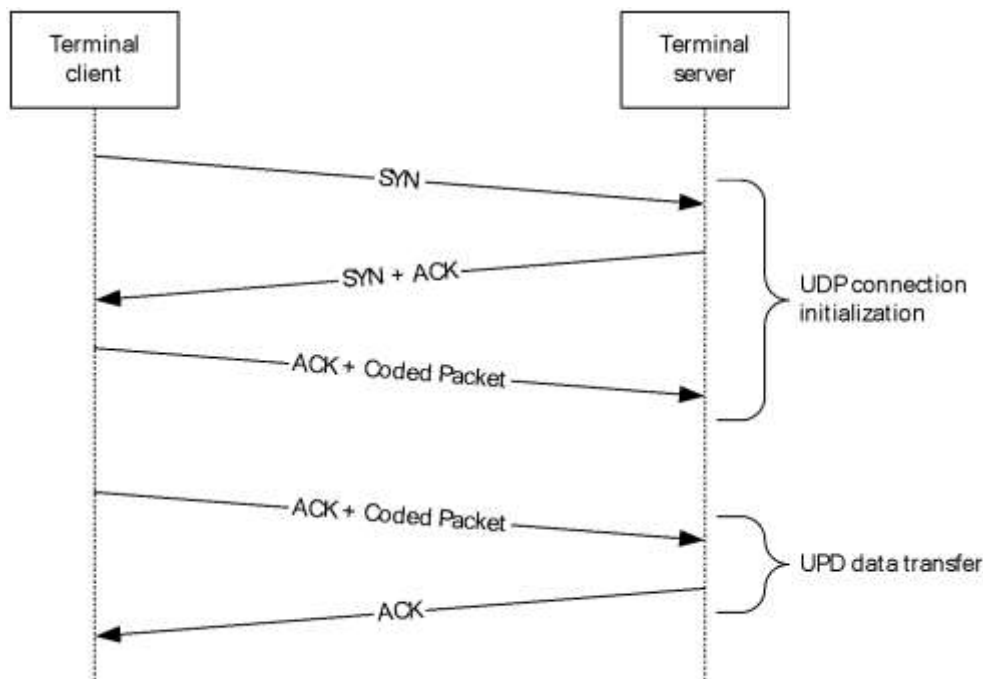 Terminal
client
Terminal
server
SYN
SYN + ACK
UDP connection
initialization
ACK + Coded Packet
ACK + Coded Packet
UPD data transfer
ACK